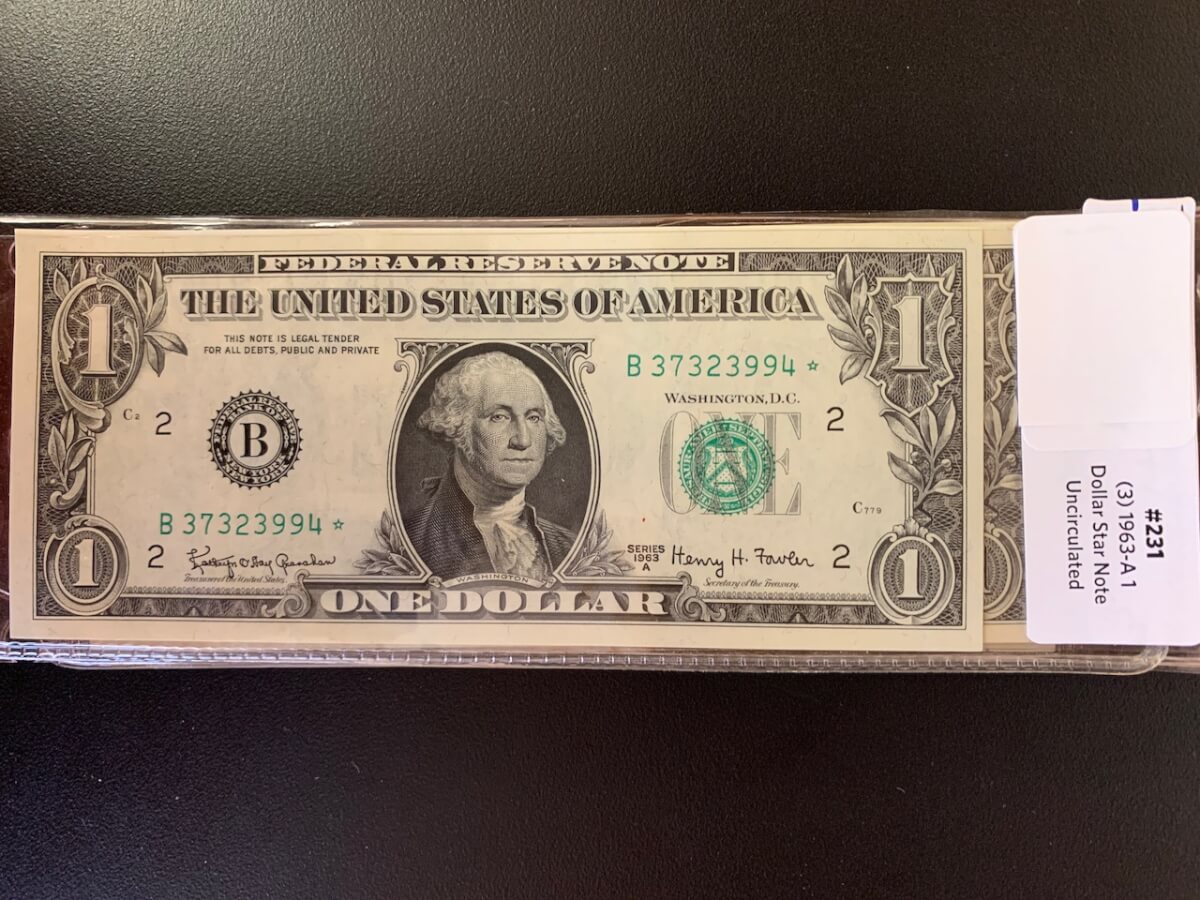 FEDERAL RESERVE NOTE
THE UNITED STATES OF AMERICA
1
1
THIS NOTE IS LEGAL TENDER
FOR ALL DEBTS, PUBLIC AND PRIVATE
B 37323994 ☆
WASHINGTON, D.C.
C2
2
2
B
ONE
C779
B 37323994 ☆
2
2
Treasurer of the United States.
SERIES
1963
A
Henry H. Fowler
Secretary of the Treasury.
1
1
WASHINGTON
ONE DOLLAR
#231
(3) 1963-A 1
Dollar Star Note
Uncirculated